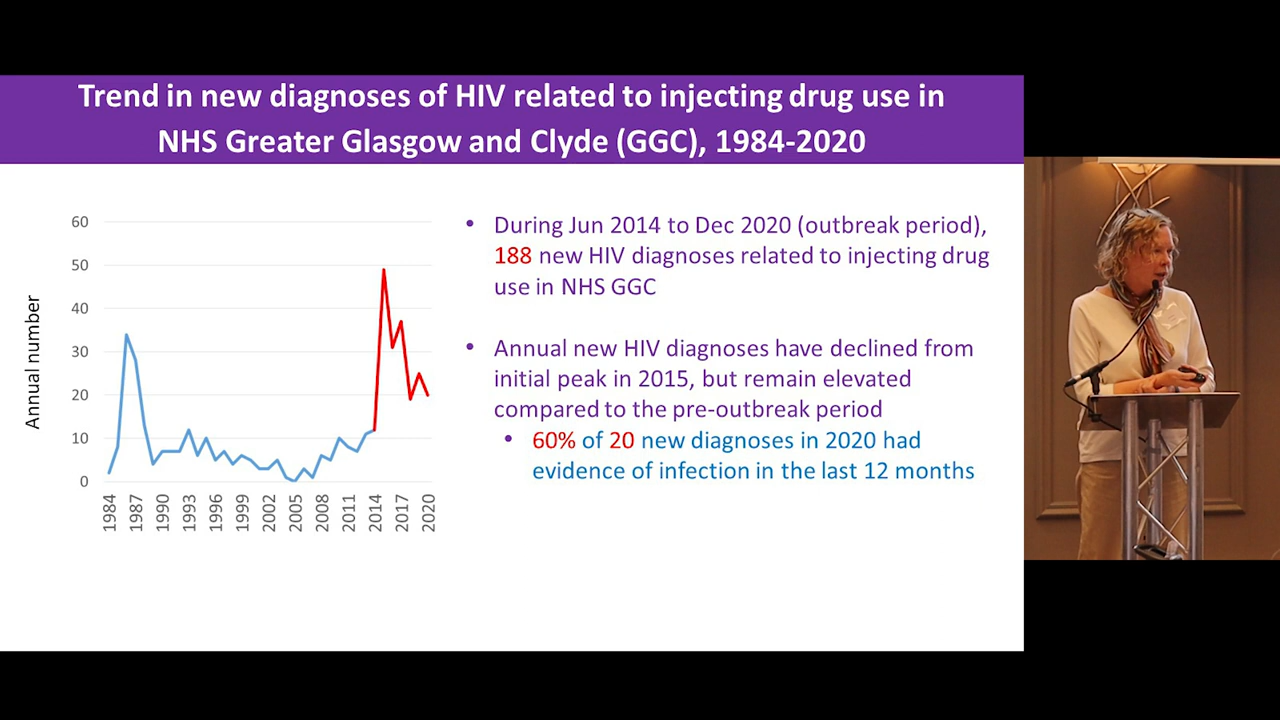 Trend in new diagnoses of HIV related to injecting drug use in
NHS Greater Glasgow and Clyde (GGC), 1984-2020
Annual number
60
50
40
30
20
10
0
1984
1987
1990
1993
1996
1999
2002
2005
2008
2011
2014
2017
2020
• During Jun 2014 to Dec 2020 (outbreak period),
188 new HIV diagnoses related to injecting drug
use in NHS GGC
• Annual new HIV diagnoses have declined from
initial peak in 2015, but remain elevated
compared to the pre-outbreak period
• 60% of 20 new diagnoses in 2020 had
evidence of infection in the last 12 months